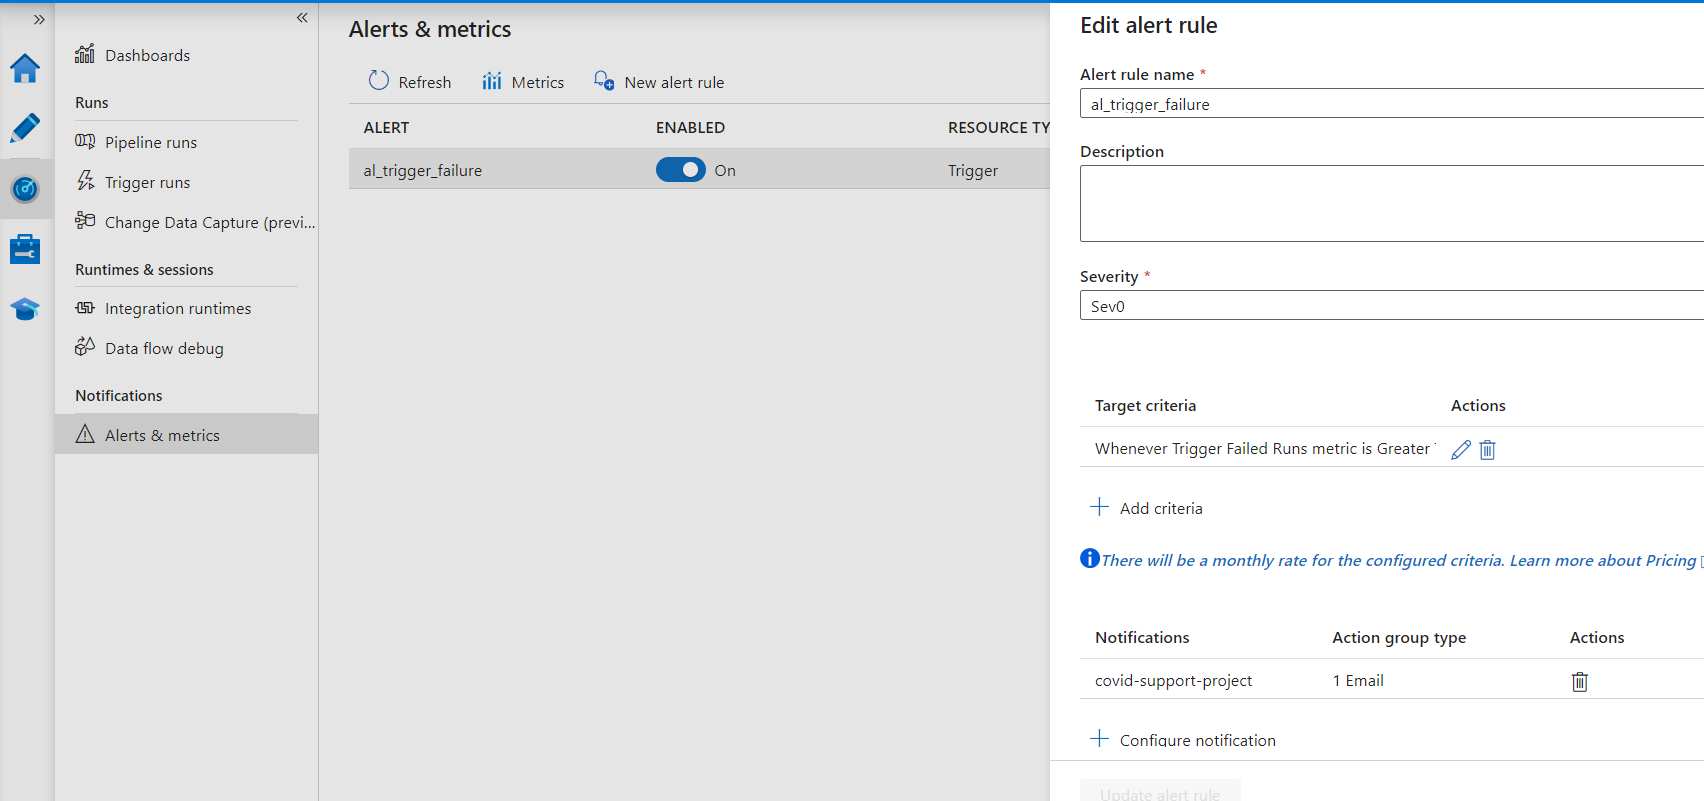 Dashboards
Runs
Pipeline runs
Trigger runs
Change Data Capture (previ...
Runtimes & sessions
Integration runtimes
Data flow debug
Notifications
Alerts & metrics
Alerts & metrics
Refresh
Metrics
New alert rule
ALERT
ENABLED
RESOURCE TY
al_trigger_failure
On
Trigger
Edit alert rule
Alert rule name *
al_trigger_failure
Description
Severity *
Sev0
Target criteria
Actions
Whenever Trigger Failed Runs metric is Greater
Add criteria
There will be a monthly rate for the configured criteria. Learn more about Pricing
Notifications
Action group type
Actions
covid-support-project
1 Email
Configure notification
Update alert rule